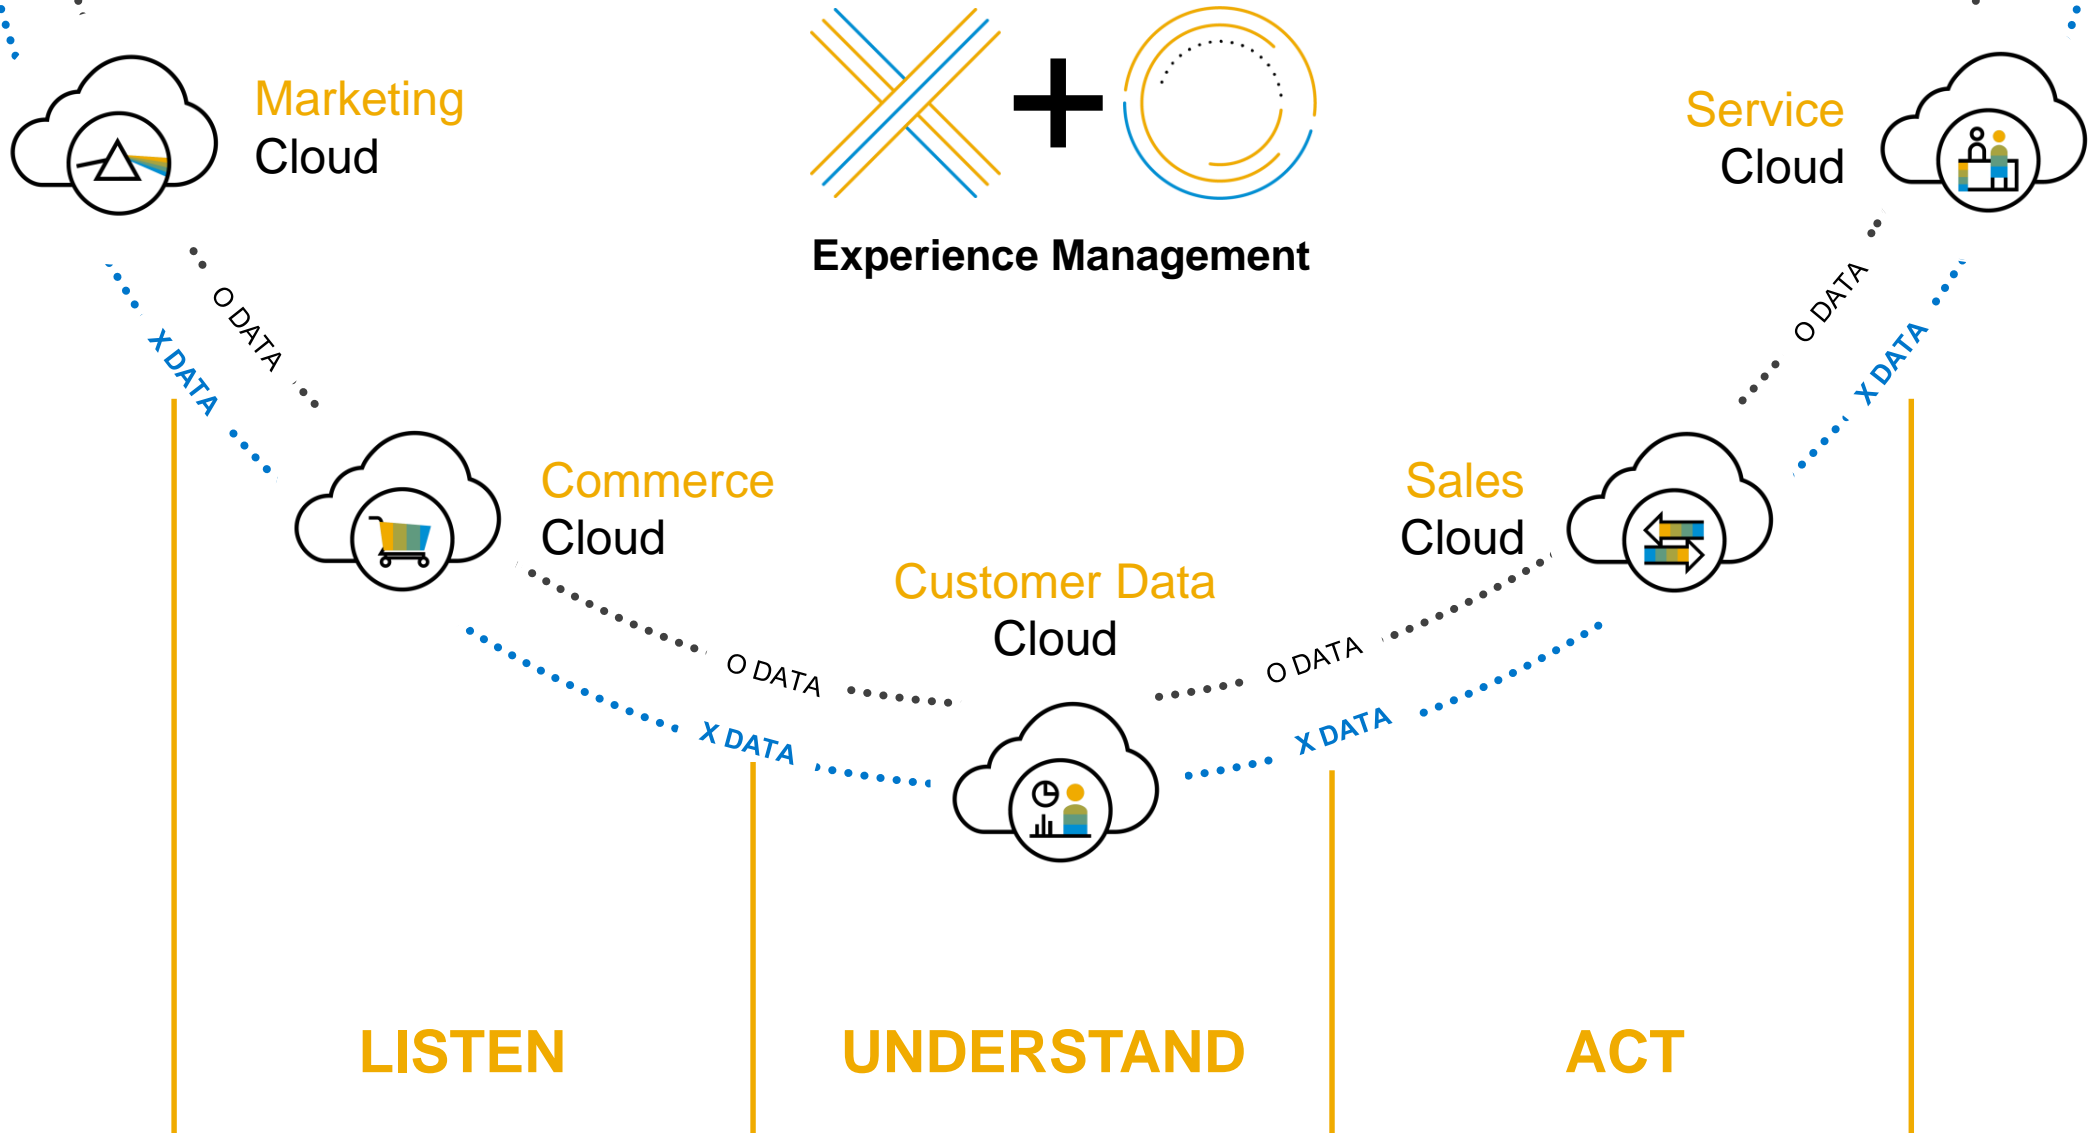 Marketing
Cloud
Experience Management
Service
Cloud
O DATA
X DATA
O DATA
X DATA
Commerce
Cloud
Sales
Cloud
Customer Data
Cloud
O DATA
X DATA
O DATA
X DATA
LISTEN
UNDERSTAND
ACT